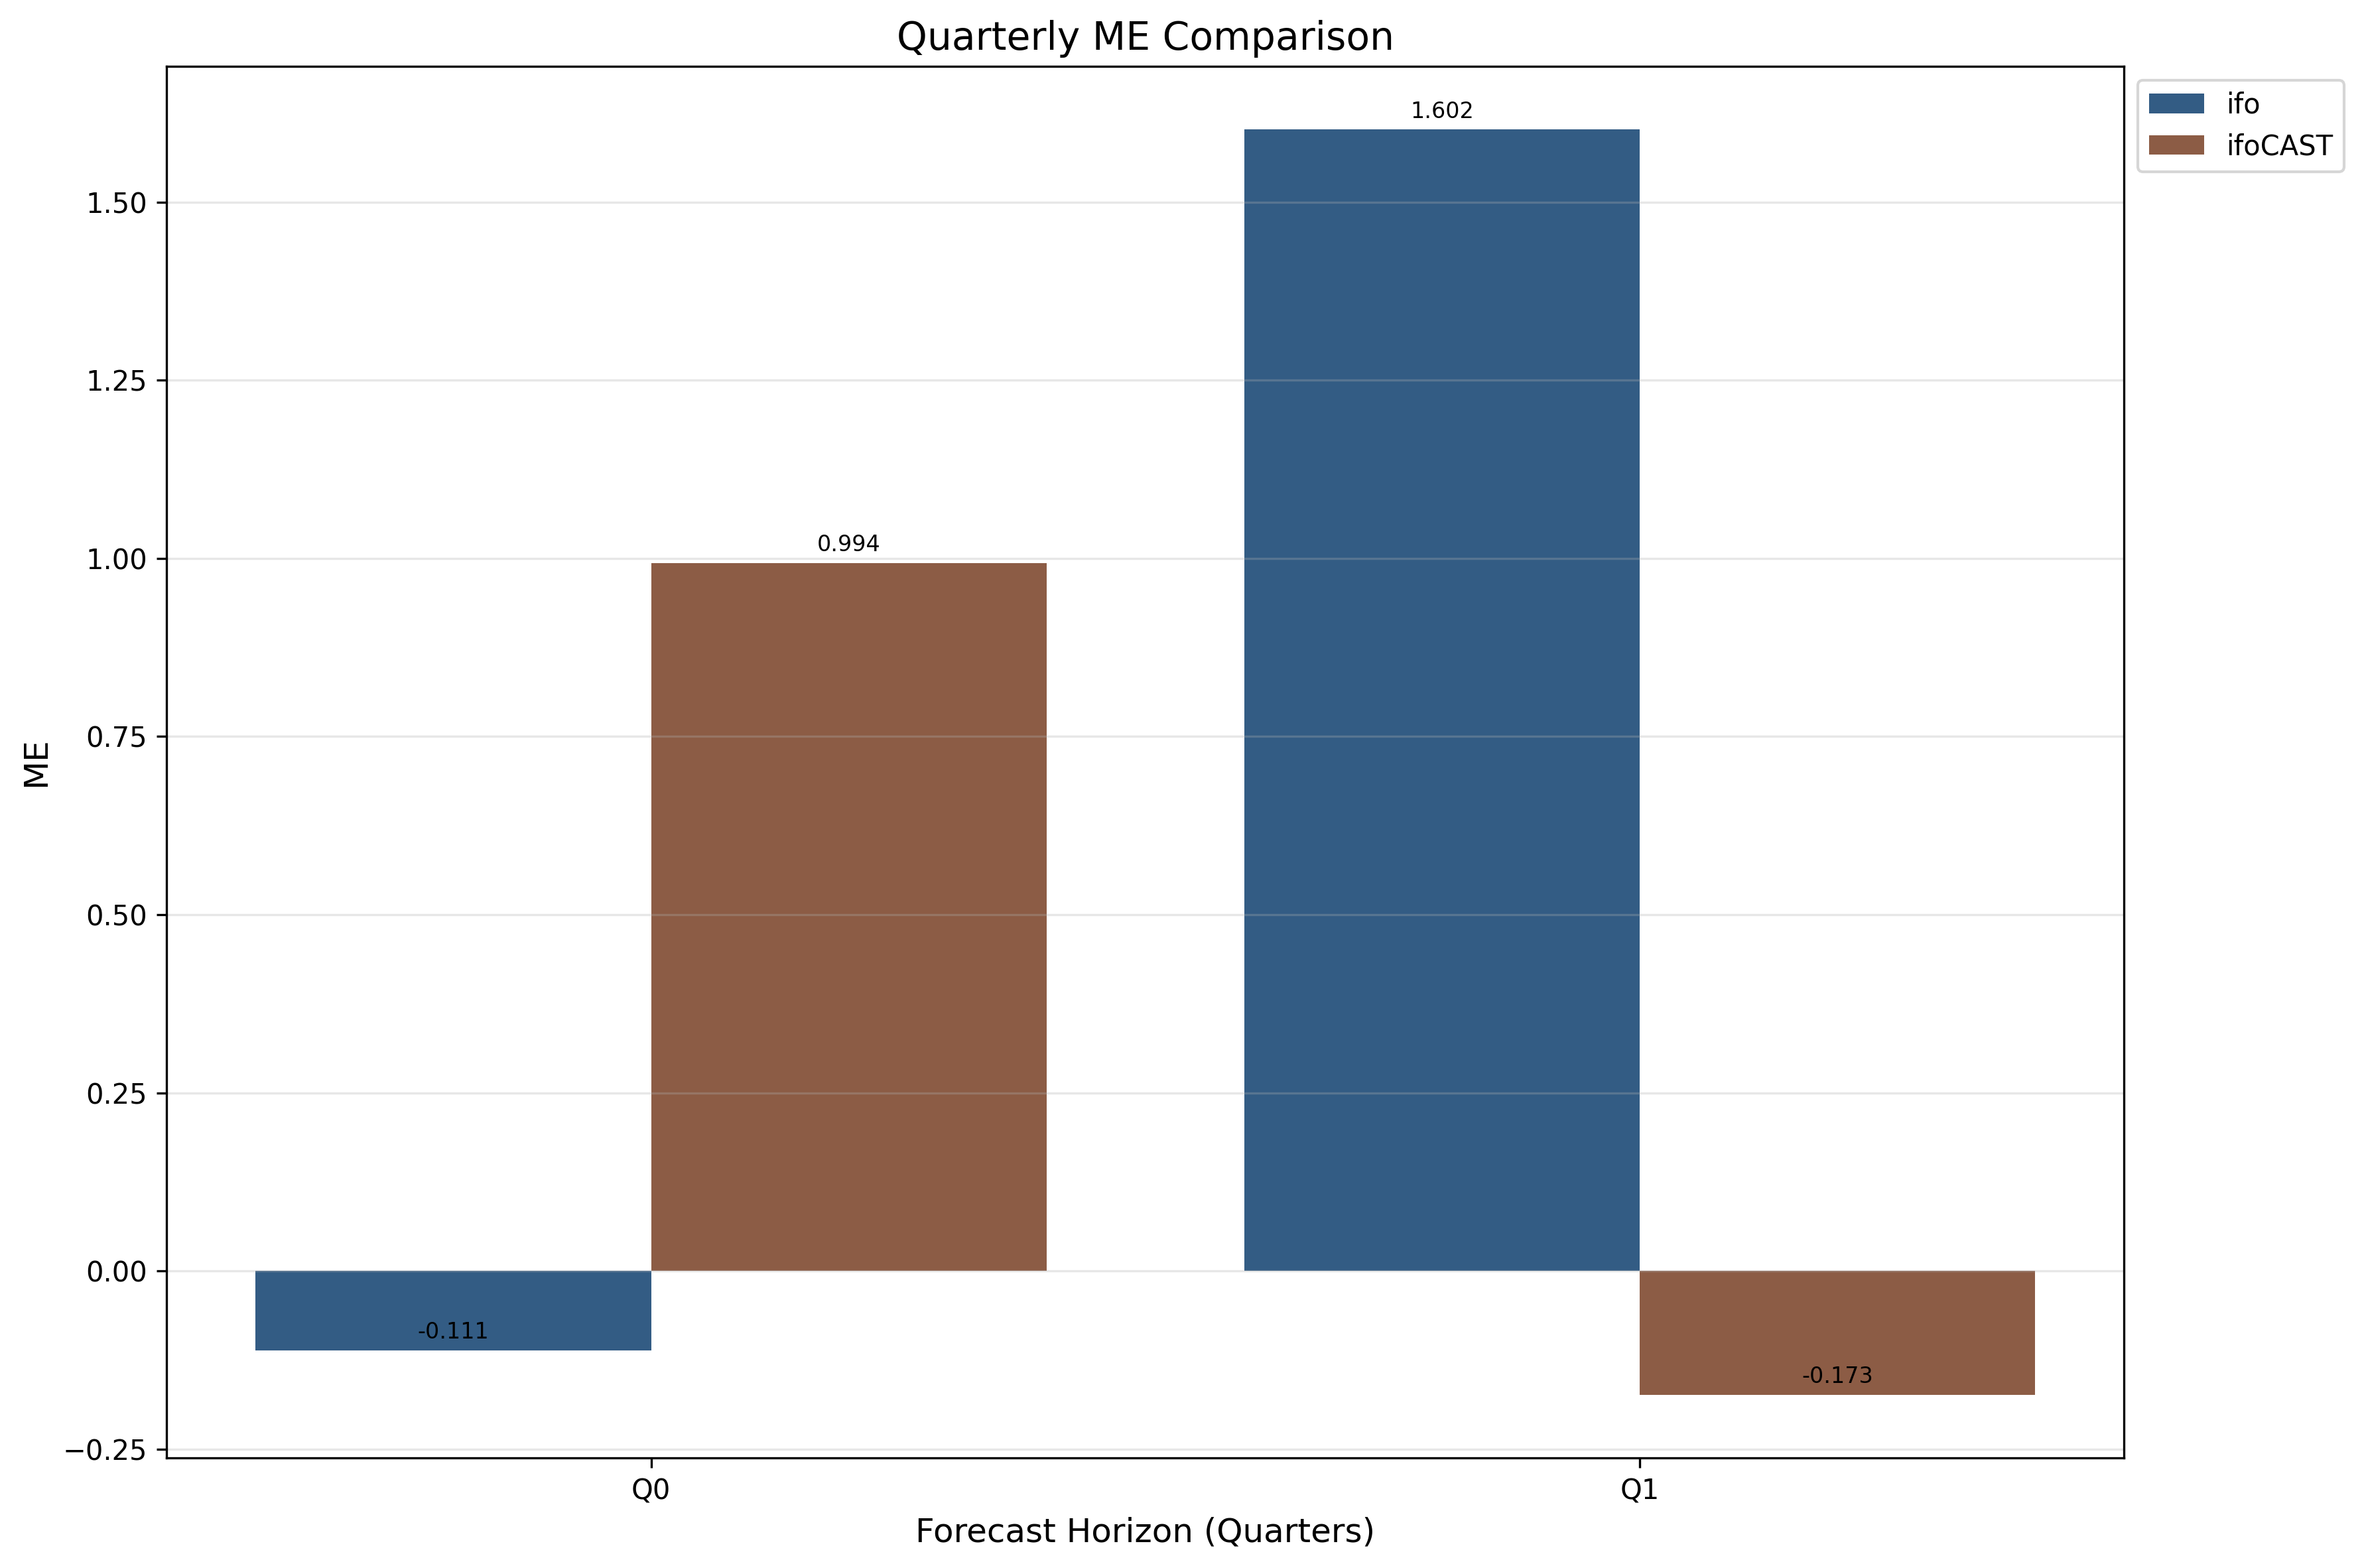 Quarterly ME Comparison
ifo
ifoCAST
1.602
1.50
1.25
0.994
1.00
0.75
ME
0.50
0.25
0.00
-0.111
-0.173
−0.25
Q0
Q1
Forecast Horizon (Quarters)